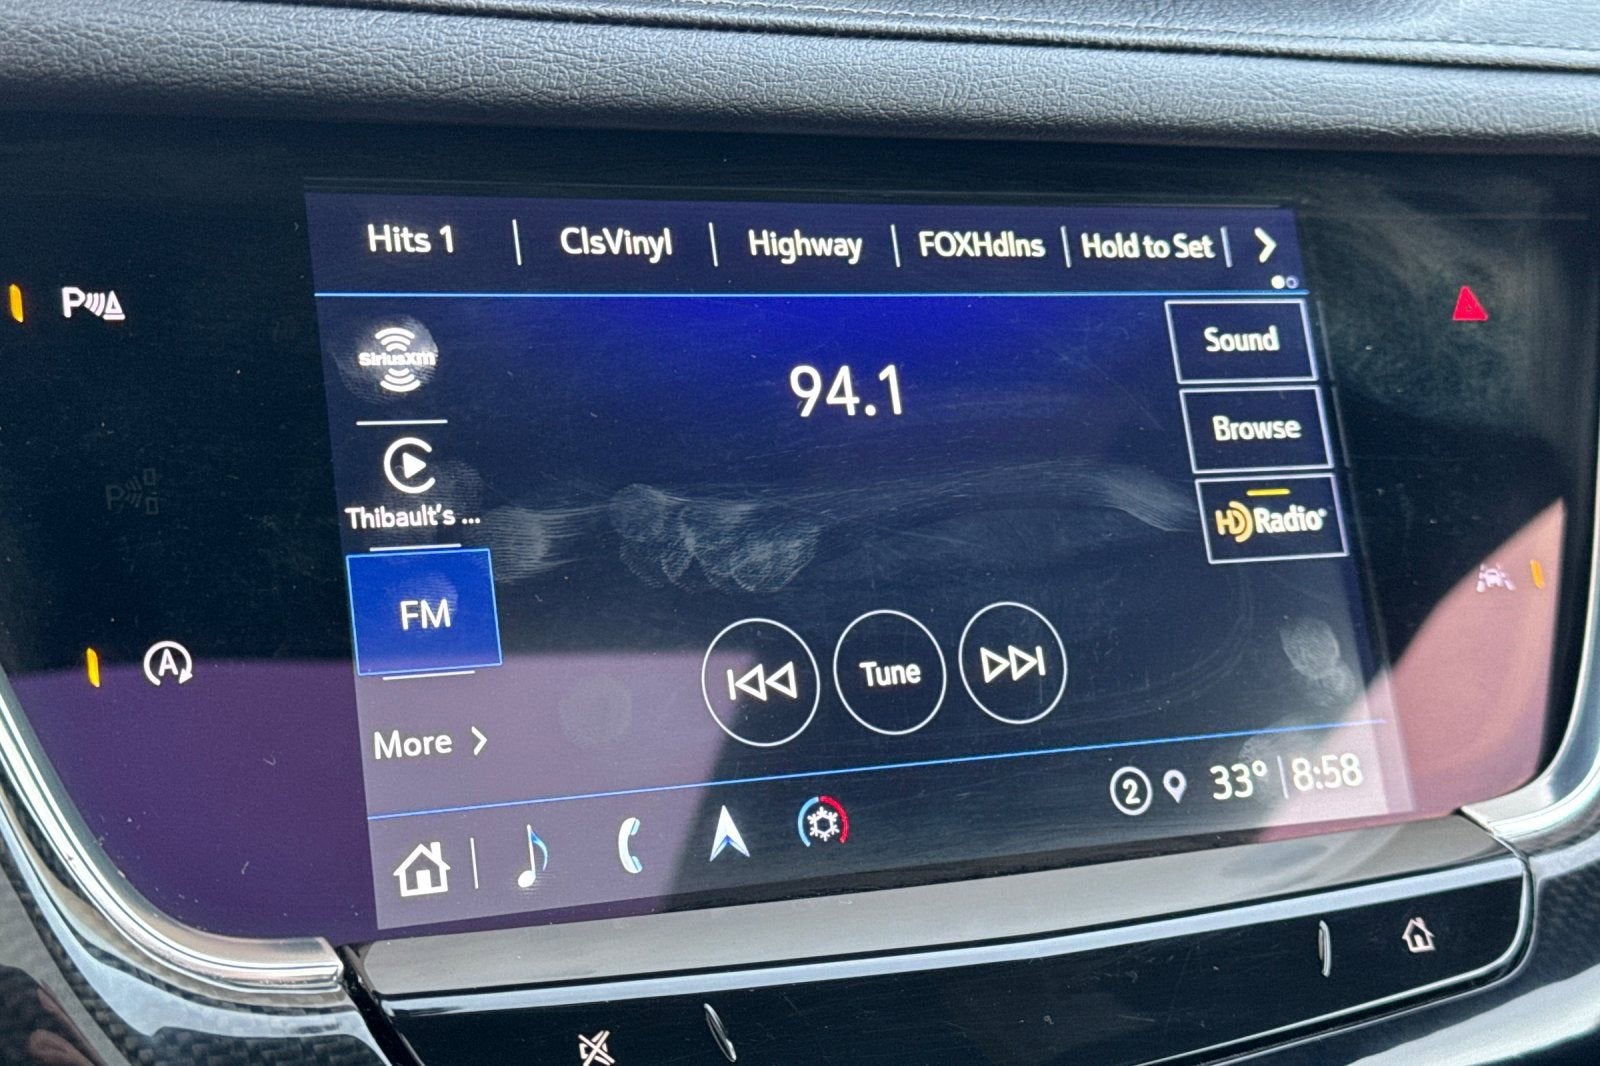 Hits 1 | ClsVinyl | Highway | FOXHdlns | Hold to Set |
SiriusXM
94.1
Sound
Browse
HD Radio
Thibault's ...
FM
Tune
More
2 33° 8:58
P
P
A